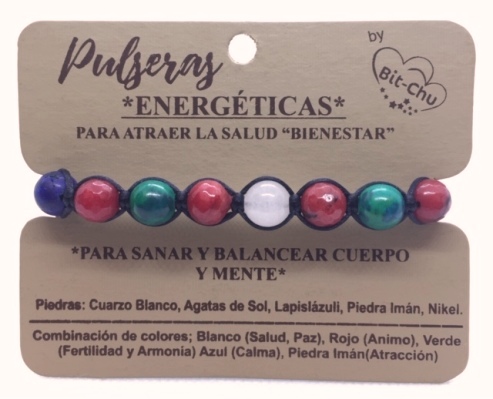 Pulseras
by
Bit-Chu
*ENERGÉTICAS*
PARA ATRAER LA SALUD “BIENESTAR”
*PARA SANAR Y BALANCEAR CUERPO
Y MENTE*
Piedras: Cuarzo Blanco, Agatas de Sol, Lapislázuli, Piedra Imán, Nikel.
Combinación de colores; Blanco (Salud, Paz), Rojo (Animo), Verde
(Fertilidad y Armonía) Azul (Calma), Piedra Imán(Atracción)